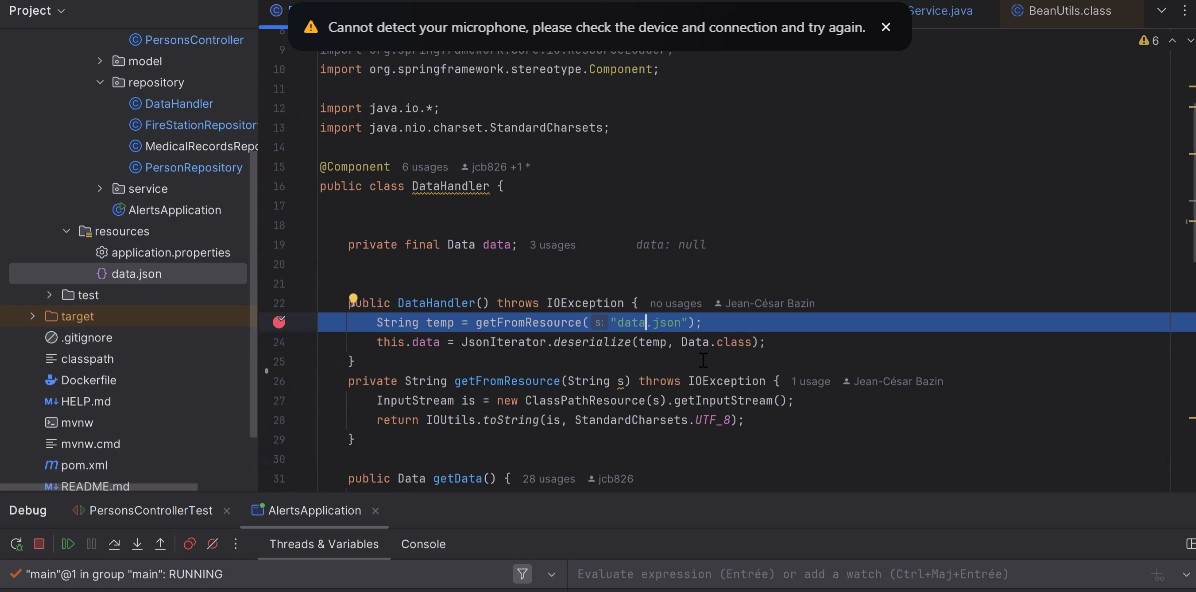 Project
Cannot detect your microphone, please check the device and connection and try again.
Service.java
BeanUtils.class
PersonsController
model
repository
DataHandler
FireStationRepositor
MedicalRecordsRepo
PersonRepository
service
AlertsApplication
resources
application.properties
data.json
test
target
.gitignore
classpath
Dockerfile
HELP.md
mvnw
mvnw.cmd
pom.xml
README.md
6
9 import org.springframework.core.io.ResourceLoader;
10 import org.springframework.stereotype.Component;
11
12 import java.io.*;
13 import java.nio.charset.StandardCharsets;
14
15 @Component 6 usages jcb826 +1 *
16 public class DataHandler {
17
18
19 private final Data data; 3 usages data: null
20
21
22 public DataHandler() throws IOException { no usages Jean-César Bazin
String temp = getFromResource( s: "data.json");
24 this.data = JsonIterator.deserialize(temp, Data.class);
25 }
26 private String getFromResource(String s) throws IOException { 1 usage Jean-César Bazin
27 InputStream is = new ClassPathResource(s).getInputStream();
28 return IOUtils.toString(is, StandardCharsets.UTF_8);
29 }
30
31 public Data getData() { 28 usages jcb826
Debug PersonsControllerTest AlertsApplication
Threads & Variables Console
"main"@1 in group "main": RUNNING
Evaluate expression (Entrée) or add a watch (Ctrl+Maj+Entrée)